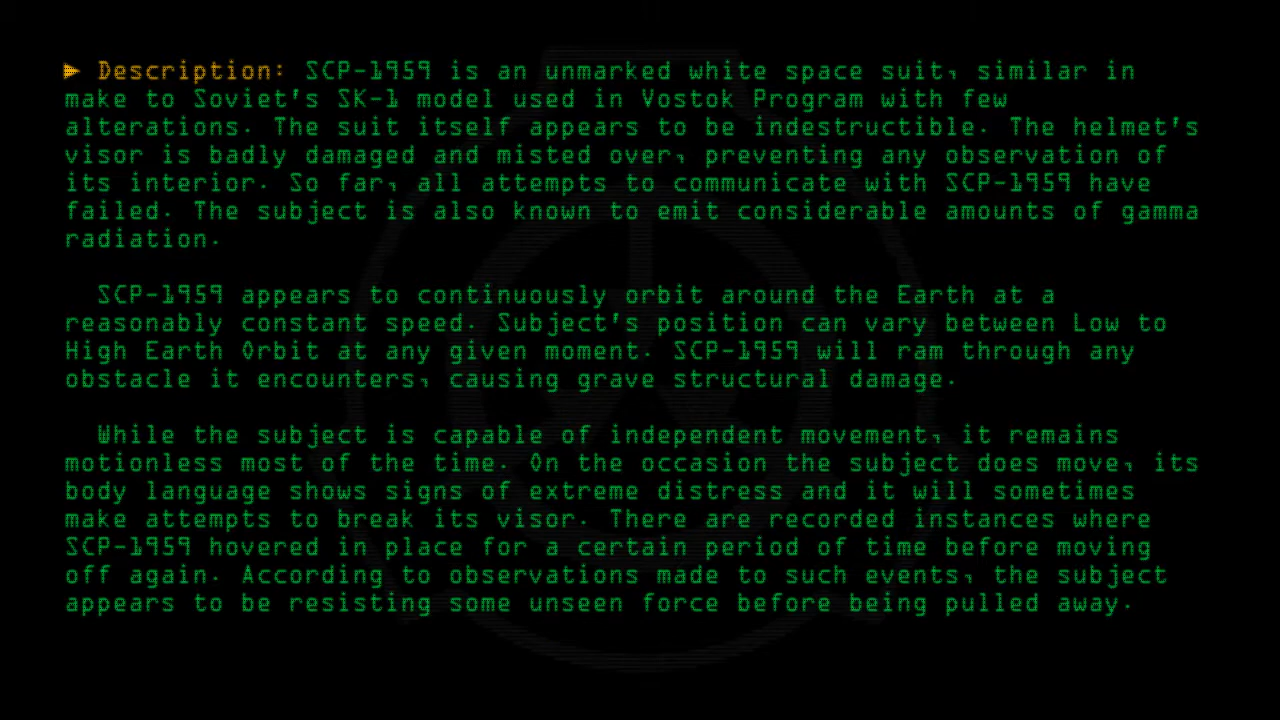 ► Description: SCP-1959 is an unmarked white space suit, similar in
make to Soviet's SK-1 model used in Vostok Program with few
alterations. The suit itself appears to be indestructible. The helmet's
visor is badly damaged and misted over, preventing any observation of
its interior. So far, all attempts to communicate with SCP-1959 have
failed. The subject is also known to emit considerable amounts of gamma
radiation.
SCP-1959 appears to continuously orbit around the Earth at a
reasonably constant speed. Subject's position can vary between Low to
High Earth Orbit at any given moment. SCP-1959 will ram through any
obstacle it encounters, causing grave structural damage.
While the subject is capable of independent movement, it remains
motionless most of the time. On the occasion the subject does move, its
body language shows signs of extreme distress and it will sometimes
make attempts to break its visor. There are recorded instances where
SCP-1959 hovered in place for a certain period of time before moving
off again. According to observations made to such events, the subject
appears to be resisting some unseen force before being pulled away.